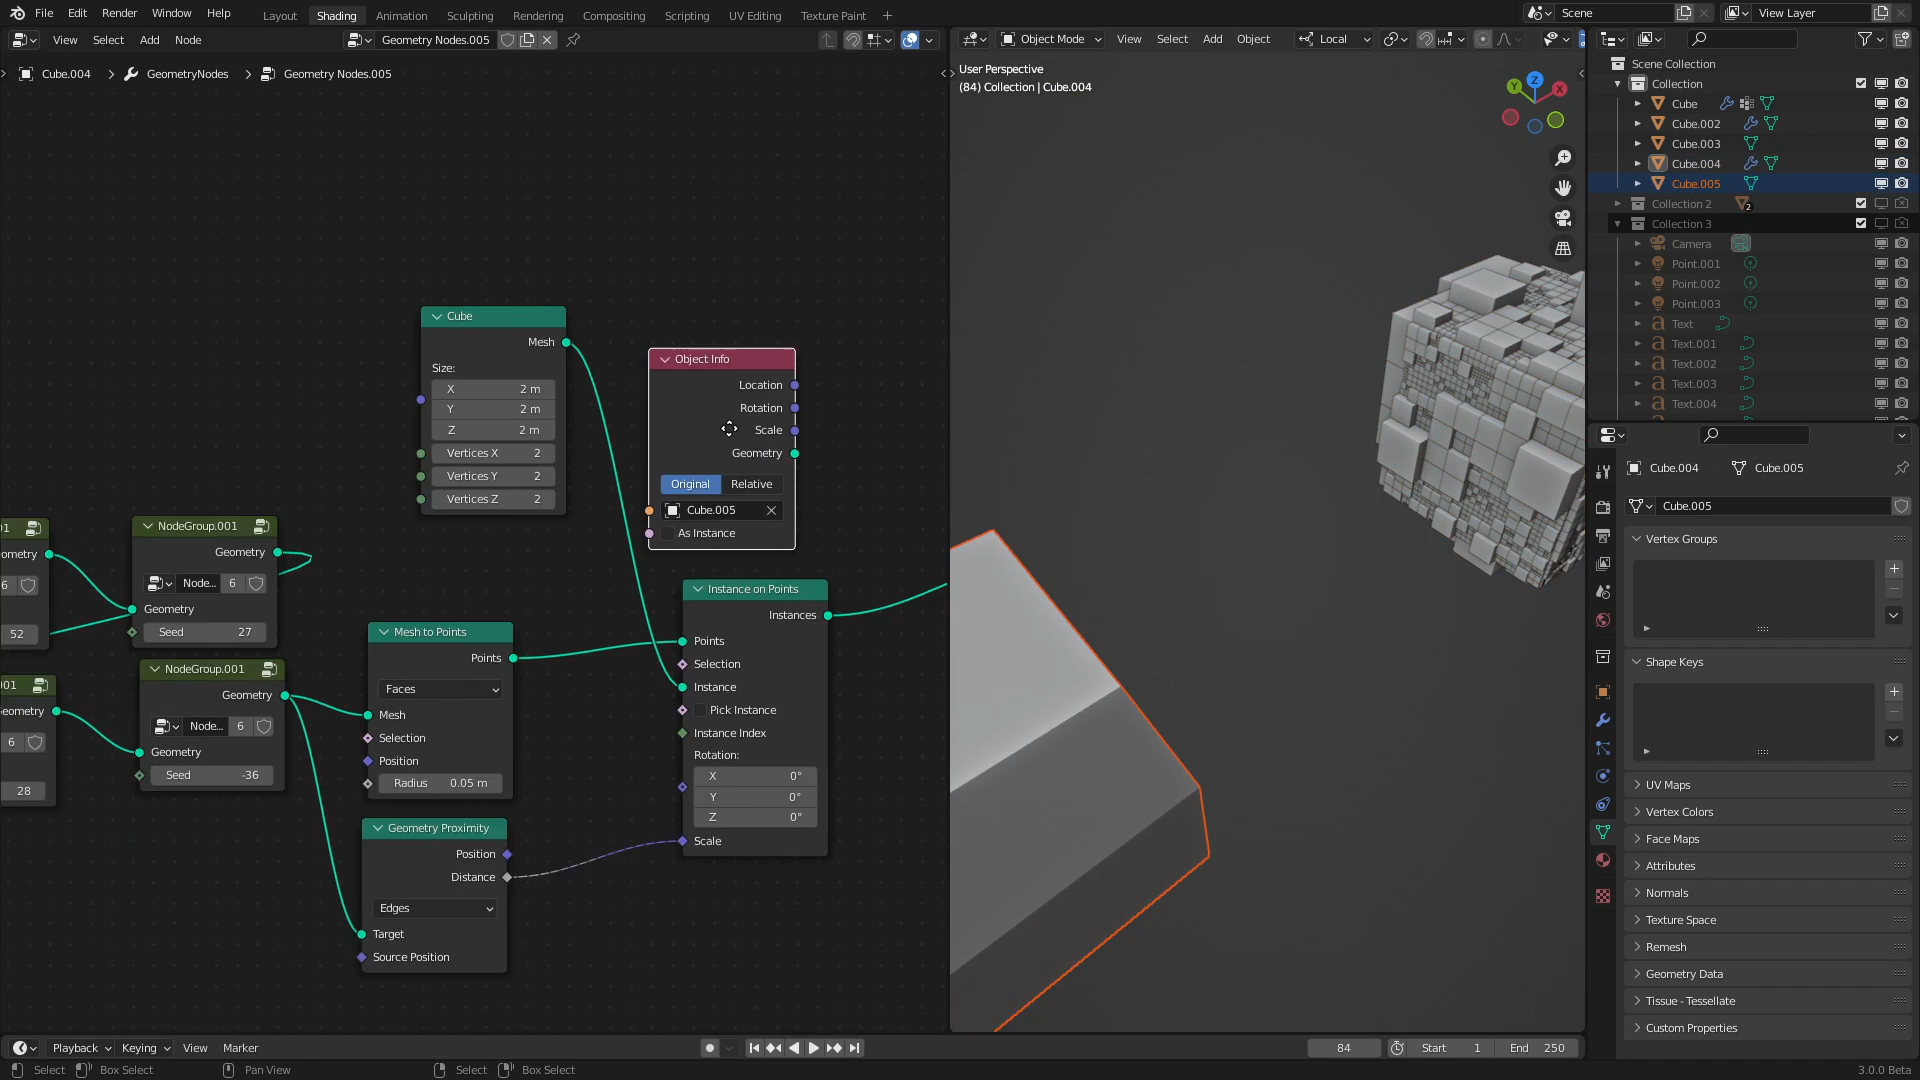 File Edit Render Window Help Layout Shading Animation Sculpting Rendering Compositing Scripting UV Editing Texture Paint + Scene View Layer
View Select Add Node Geometry Nodes.005 Object Mode View Select Add Object Local
Cube.004 > GeometryNodes > Geometry Nodes.005
User Perspective
(84) Collection | Cube.004
Z
Y
X
Scene Collection
Collection
Cube
Cube.002
Cube.003
Cube.004
Cube.005
Collection 2 2
Collection 3
Camera
Point.001
Point.002
Point.003
Text
Text.001
Text.002
Text.003
Text.004
Cube
Mesh
Size:
X 2 m
Y 2 m
Z 2 m
Vertices X 2
Vertices Y 2
Vertices Z 2
Object Info
Location
Rotation
Scale
Geometry
Original Relative
Cube.005
As Instance
01
ometry
6
52
NodeGroup.001
Geometry
Node... 6
Geometry
Seed 27
001
eometry
6
28
NodeGroup.001
Geometry
Node... 6
Geometry
Seed -36
Mesh to Points
Points
Faces
Mesh
Selection
Position
Radius 0.05 m
Geometry Proximity
Position
Distance
Edges
Target
Source Position
Instance on Points
Instances
Points
Selection
Instance
Pick Instance
Instance Index
Rotation:
X 0°
Y 0°
Z 0°
Scale
Cube.004 Cube.005
Cube.005
Vertex Groups
Shape Keys
UV Maps
Vertex Colors
Face Maps
Attributes
Normals
Texture Space
Remesh
Geometry Data
Tissue - Tessellate
Custom Properties
Playback Keying View Marker 84 Start 1 End 250
Select Box Select Pan View Select Box Select 3.0.0 Beta